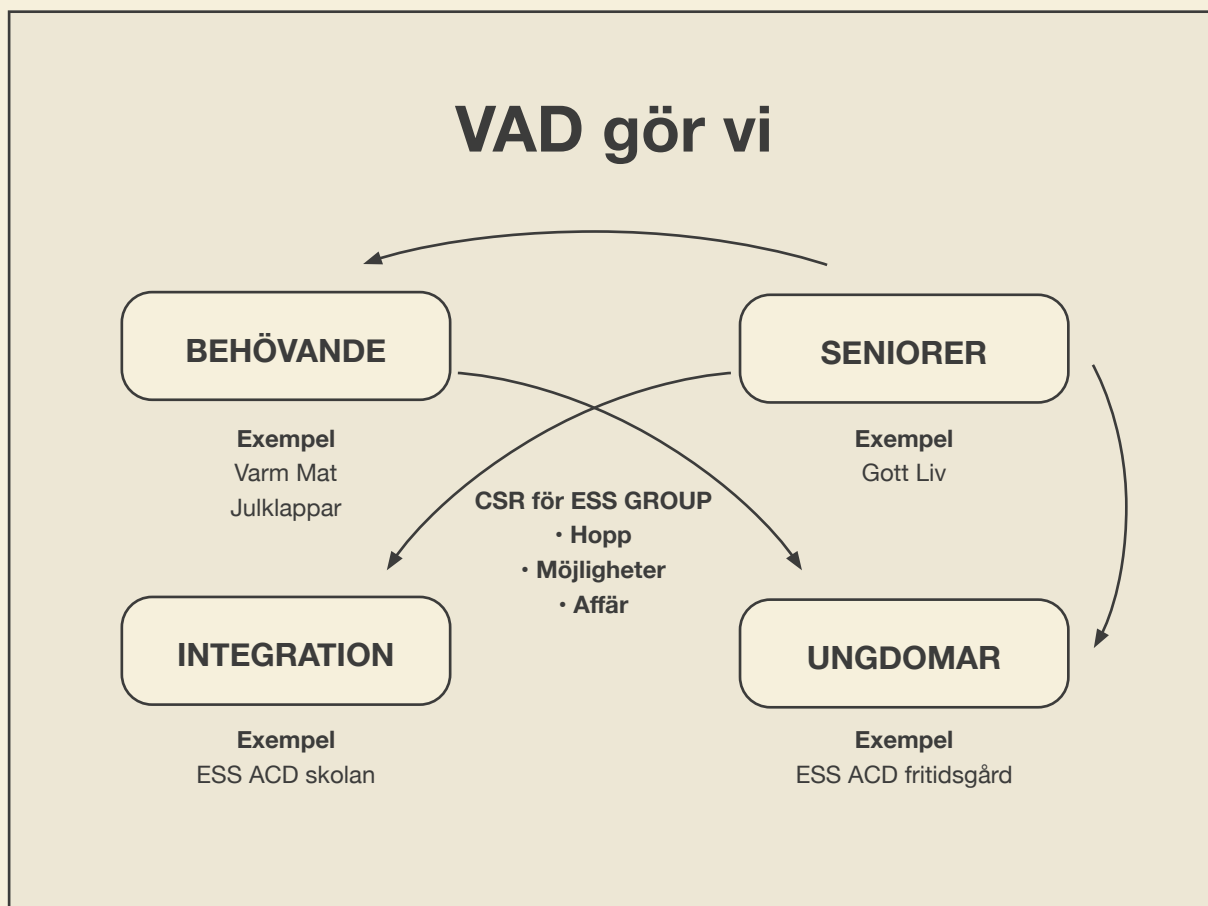 VAD gör vi
BEHÖVANDE
SENIORER
Exempel
Varm Mat
Julklappar
Exempel
Gott Liv
CSR för ESS GROUP
• Hopp
• Möjligheter
• Affär
INTEGRATION
UNGDOMAR
Exempel
ESS ACD skolan
Exempel
ESS ACD fritidsgård